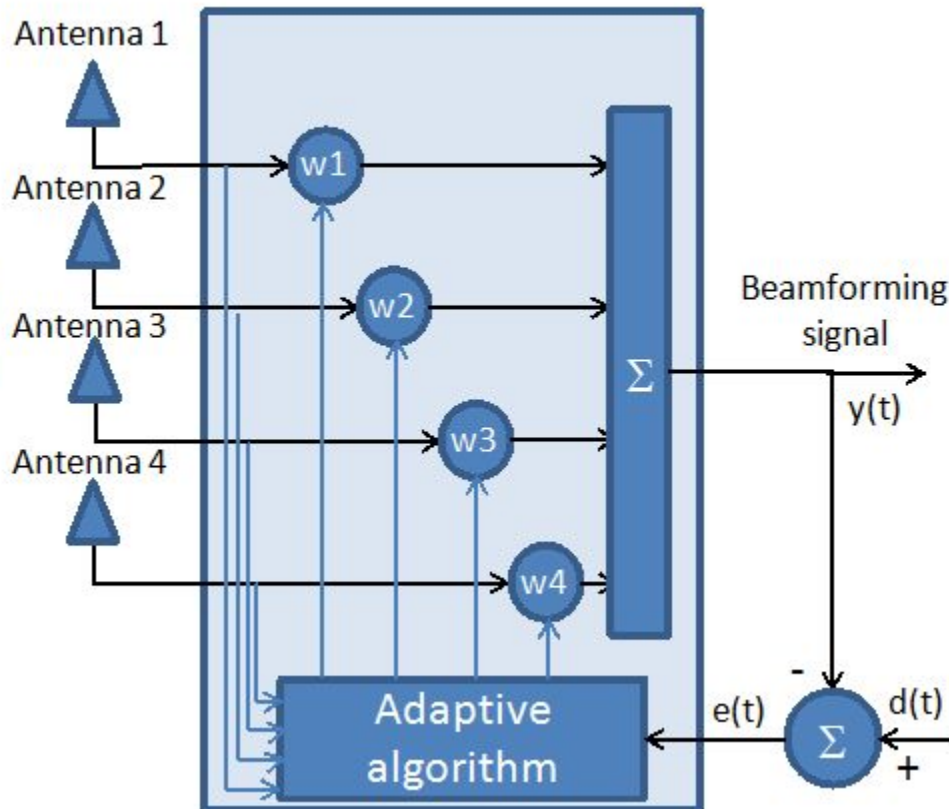 Antenna 1
w1
Antenna 2
w2
Antenna 3
w3
Antenna 4
w4
Σ
Beamforming
signal
y(t)
Adaptive
algorithm
e(t)
-
Σ
d(t)
+